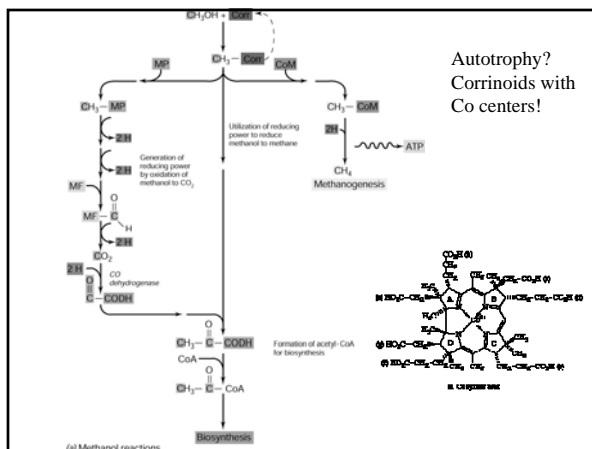 CH₃OH + Corr
CH₃ — Corr
MP
CoM
Autotrophy?
Corrinoids with
Co centers!
CH₃ — MP
2 H
2 H
Generation of
reducing power
by oxidation of
methanol to CO₂
Utilization of reducing
power to reduce
methanol to methane
CH₃ — CoM
2H
ATP
CH₄
Methanogenesis
MF
O
MF — C
H
2 H
CO₂
2 H
CO
dehydrogenase
O
C — CODH
O
CH₃ — C — CODH
Formation of acetyl-CoA
for biosynthesis
CoA
O
CH₃ — C — CoA
Biosynthesis
(a) Methanol reactions
A
B
C
D